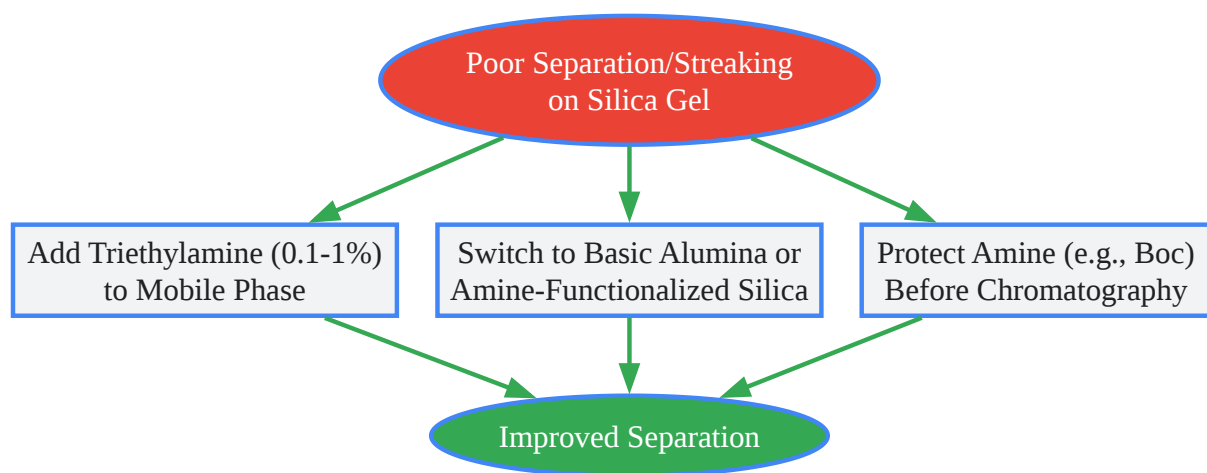 Poor Separation/Streaking
on Silica Gel
Add Triethylamine (0.1-1%)
to Mobile Phase
Switch to Basic Alumina or
Amine-Functionalized Silica
Protect Amine (e.g., Boc)
Before Chromatography
Improved Separation